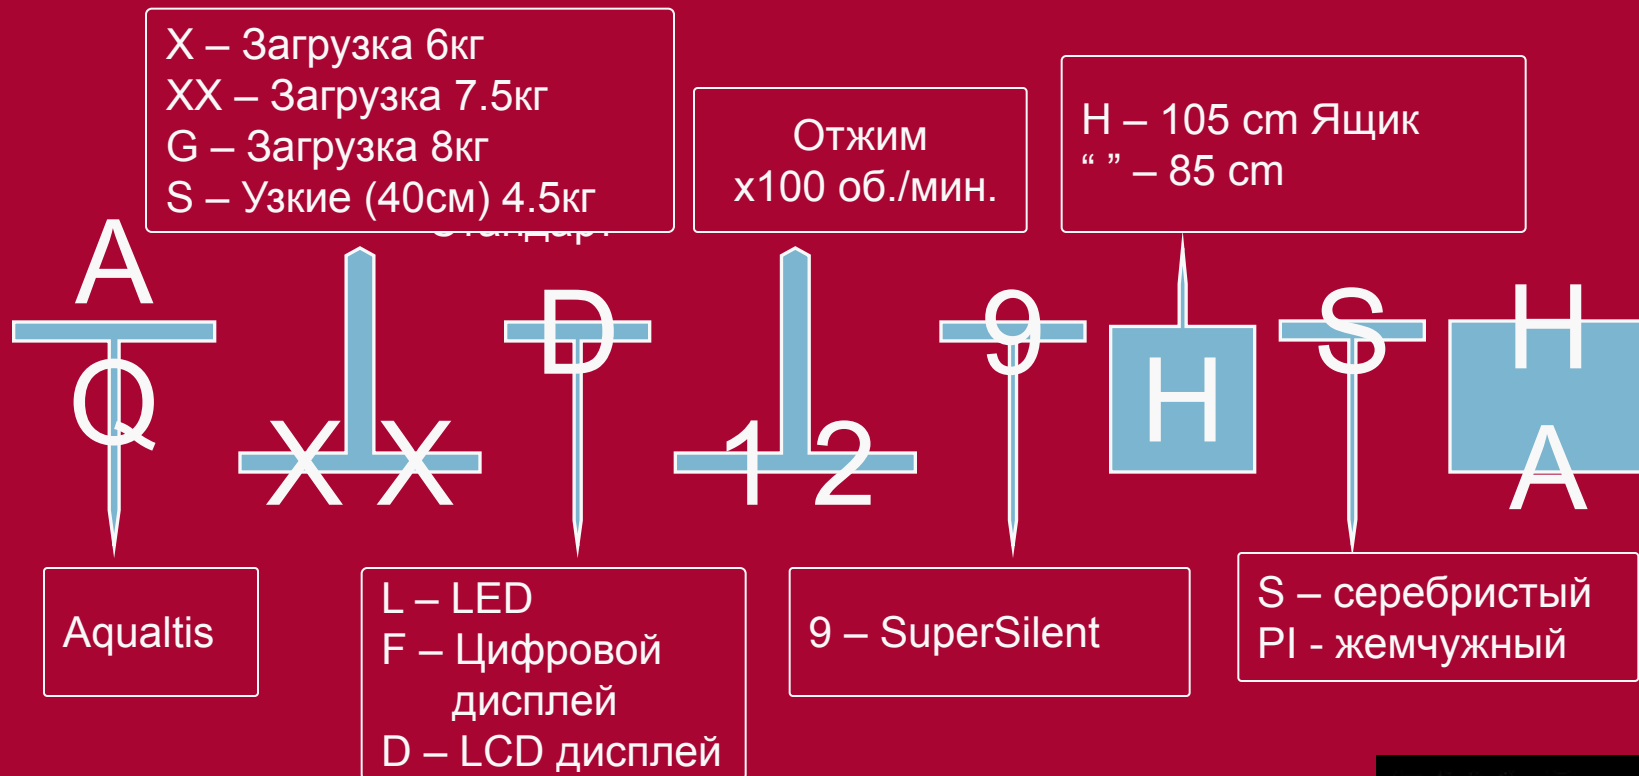 X – Загрузка 6кг
XX – Загрузка 7.5кг
G – Загрузка 8кг
S – Узкие (40см) 4.5кг
Отжим
x100 об./мин.
H – 105 cm Ящик
“ ” – 85 cm
A
Q
X X
D
1 2
9
H
S
H
A
Aqualtis
L – LED
F – Цифровой
дисплей
D – LCD дисплей
9 – SuperSilent
S – серебристый
PI - жемчужный